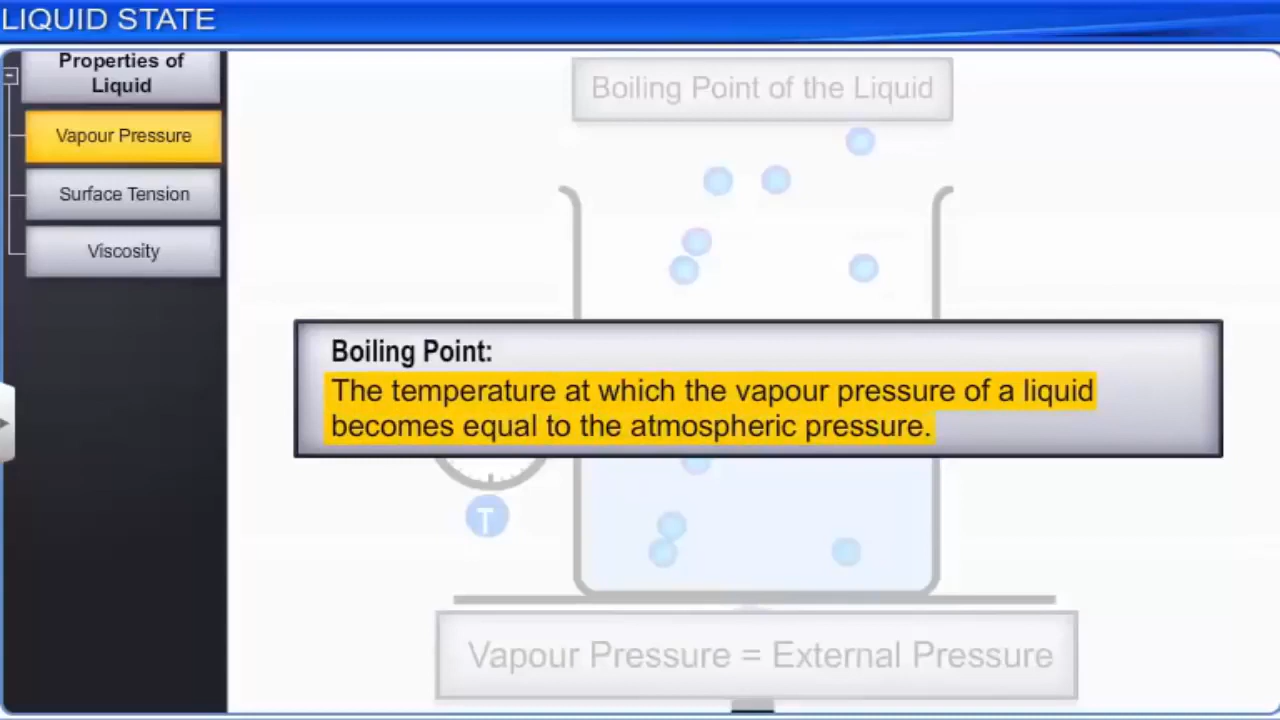 LIQUID STATE
Properties of
Liquid
Vapour Pressure
Surface Tension
Viscosity
Boiling Point of the Liquid
Boiling Point:
The temperature at which the vapour pressure of a liquid
becomes equal to the atmospheric pressure.
T
Vapour Pressure = External Pressure